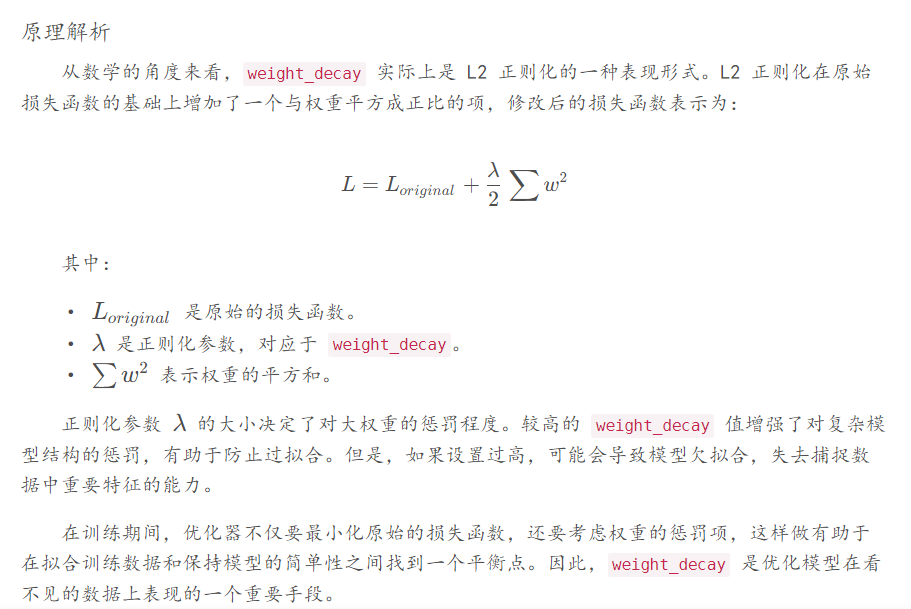 原理解析
从数学的角度来看，weight_decay 实际上是 L2 正则化的一种表现形式。L2 正则化在原始
损失函数的基础上增加了一个与权重平方成正比的项，修改后的损失函数表示为：
L = L_{original} + \frac{λ}{2} ∑ w^2
其中：
• L_{original} 是原始的损失函数。
• λ 是正则化参数，对应于 weight_decay。
• ∑ w^2 表示权重的平方和。
正则化参数 λ 的大小决定了对大权重的惩罚程度。较高的 weight_decay 值增强了对复杂模
型结构的惩罚，有助于防止过拟合。但是，如果设置过高，可能会导致模型欠拟合，失去捕捉数
据中重要特征的能力。
在训练期间，优化器不仅要最小化原始的损失函数，还要考虑权重的惩罚项，这样做有助于
在拟合训练数据和保持模型的简单性之间找到一个平衡点。因此，weight_decay 是优化模型在看
不见的数据上表现的一个重要手段。